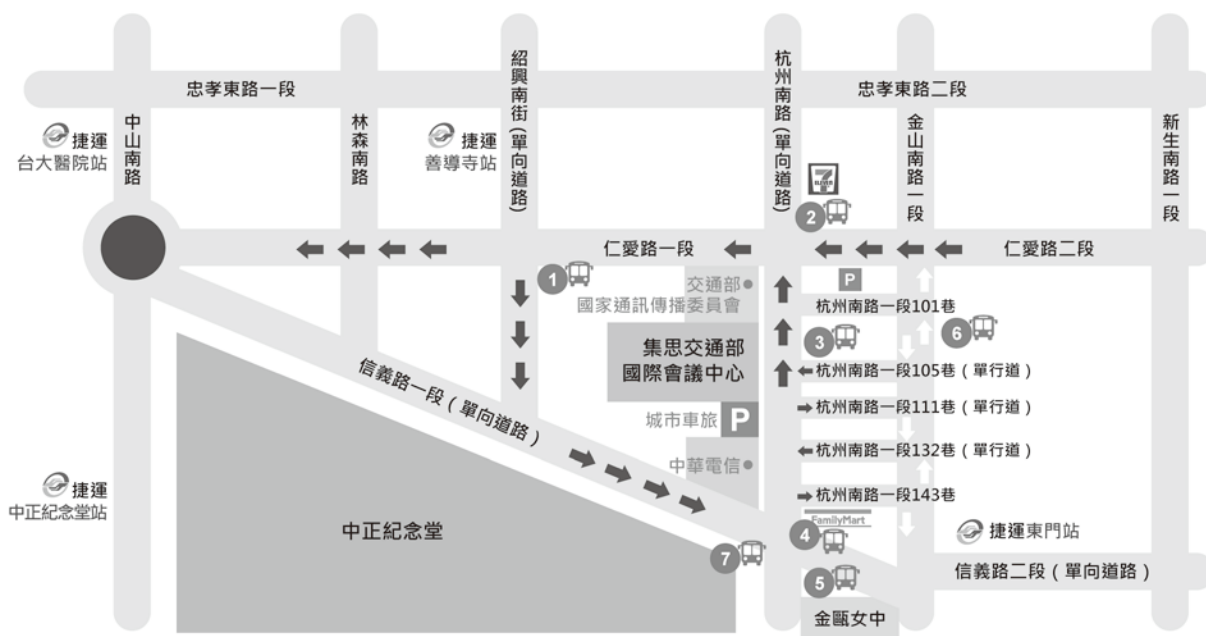 忠孝東路一段
忠孝東路二段
中山南路
林森南路
紹興南街(單向道路)
杭州南路(單向道路)
金山南路一段
新生南路一段
捷運
台大醫院站
捷運
善導寺站
7
ELEVEN
2
仁愛路一段
仁愛路二段
1
交通部
國家通訊傳播委員會
P
杭州南路一段101巷
3
6
集思交通部
國際會議中心
杭州南路一段105巷(單行道)
信義路一段(單向道路)
城市車旅
P
杭州南路一段111巷(單行道)
中華電信
杭州南路一段132巷(單行道)
捷運
中正紀念堂站
杭州南路一段143巷
FamilyMart
中正紀念堂
4
捷運東門站
7
5
信義路二段(單向道路)
金甌女中